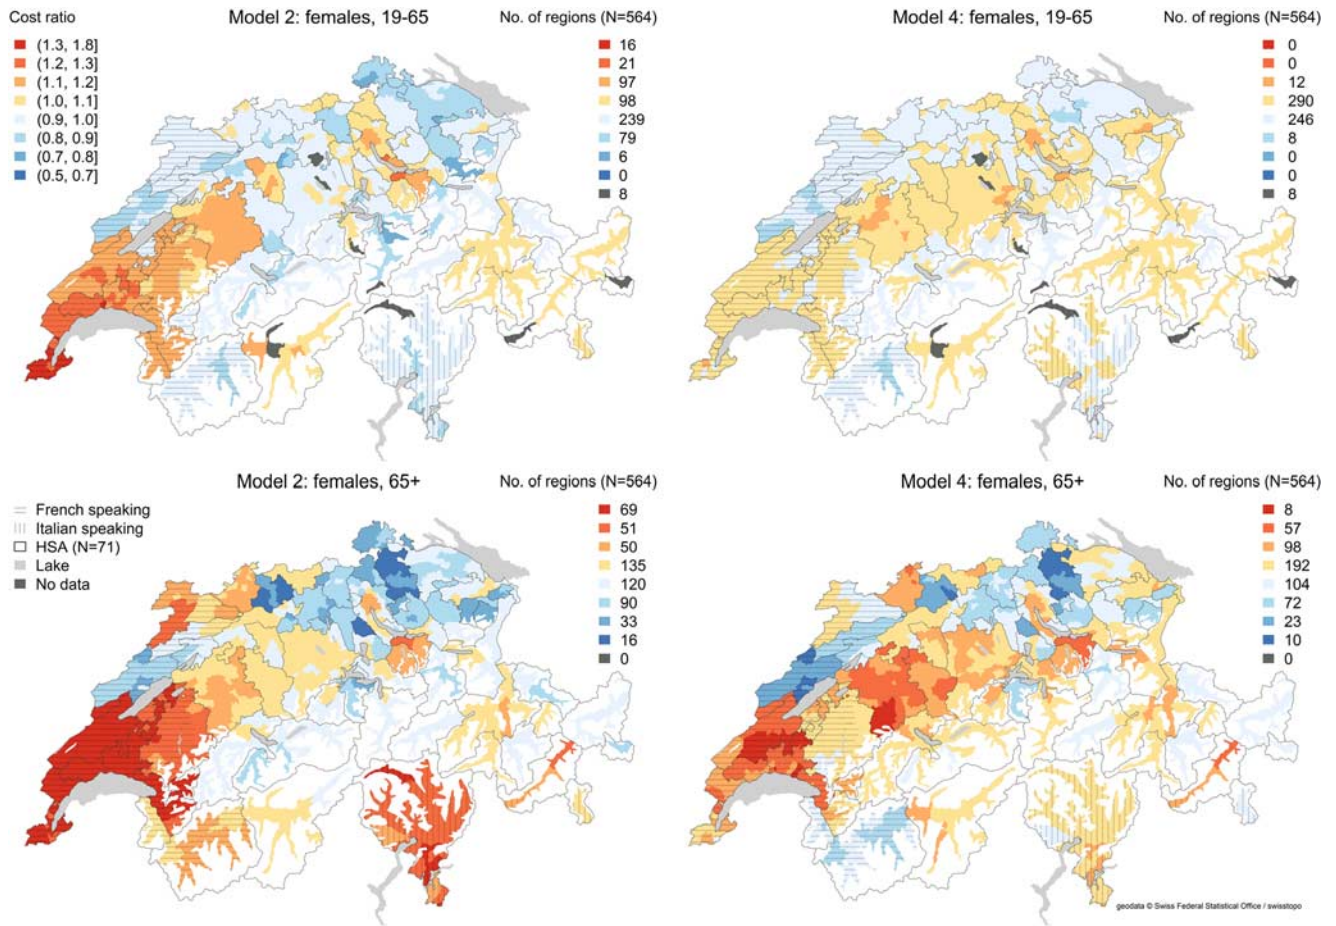 Cost ratio
Model 2: females, 19-65
No. of regions (N=564)
Model 4: females, 19-65
No. of regions (N=564)
(1.3, 1.8]
(1.2, 1.3]
(1.1, 1.2]
(1.0, 1.1]
(0.9, 1.0]
(0.8, 0.9]
(0.7, 0.8]
(0.5, 0.7]
16
21
97
98
239
79
6
0
8
0
0
12
290
246
8
0
0
8
Model 2: females, 65+
No. of regions (N=564)
Model 4: females, 65+
No. of regions (N=564)
French speaking
Italian speaking
HSA (N=71)
Lake
No data
69
51
50
135
120
90
33
16
0
8
57
98
192
104
72
23
10
0
geodata © Swiss Federal Statistical Office / swisstopo